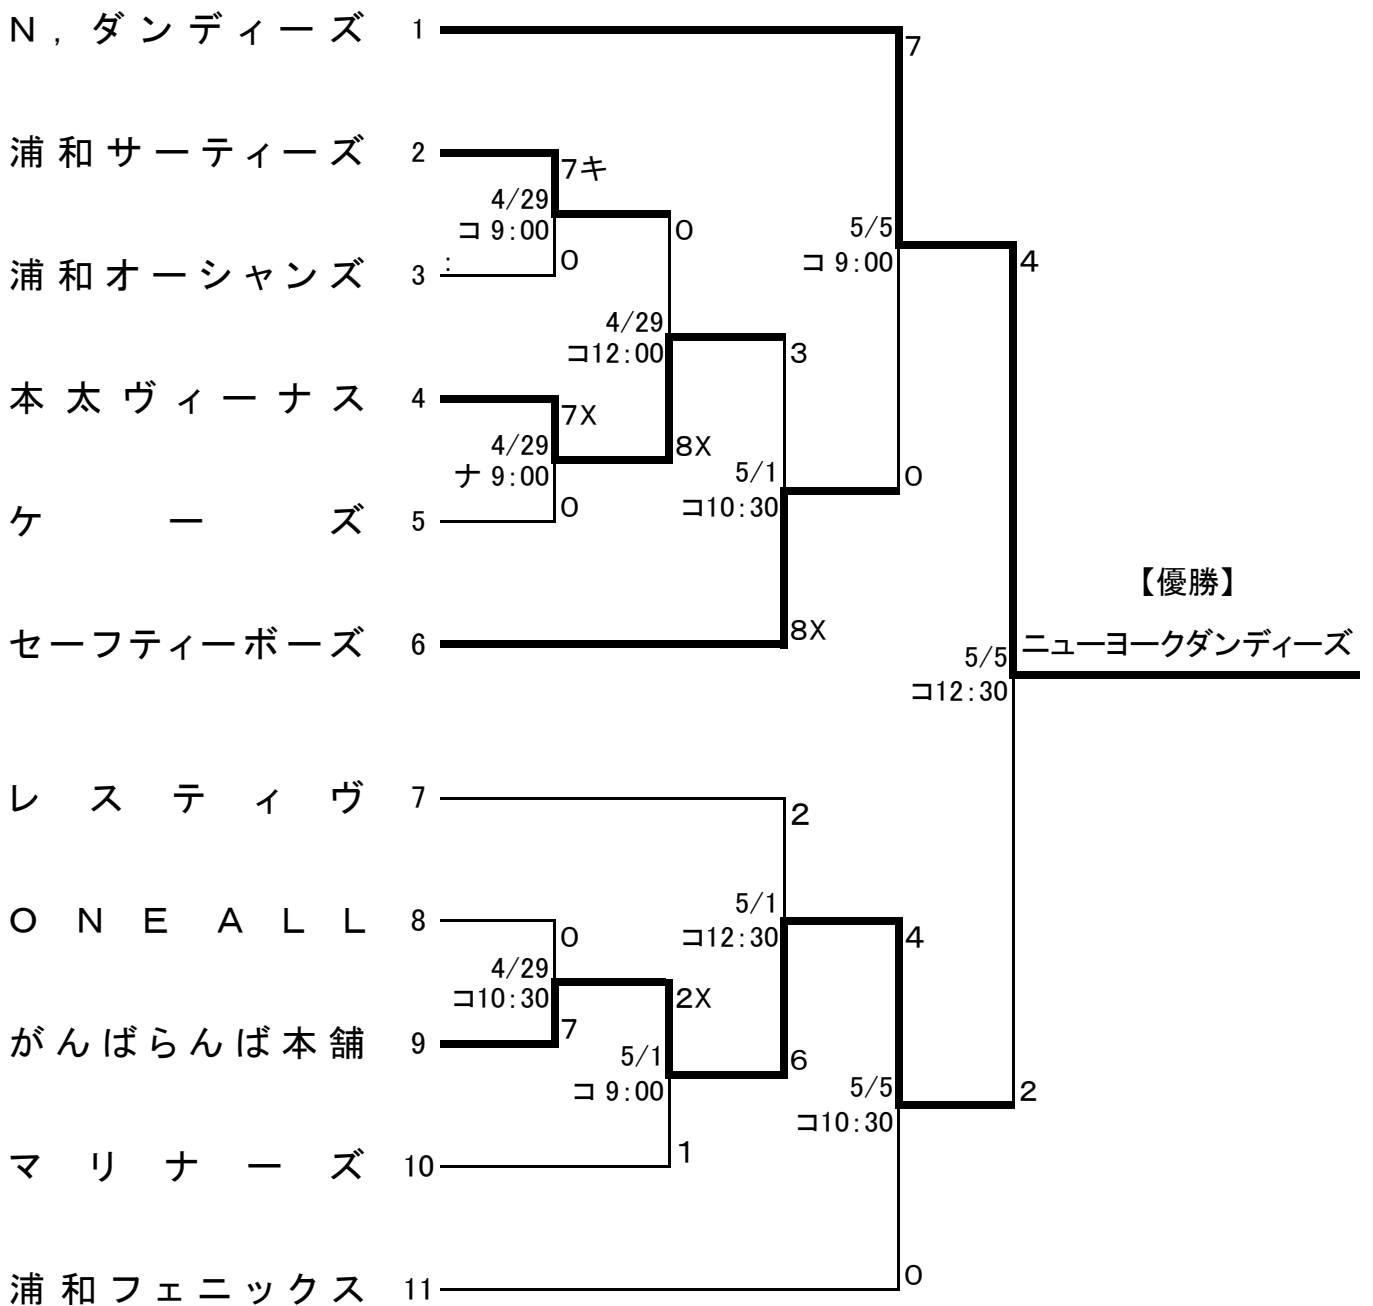 N，ダンディーズ 1
7
浦和サーティーズ 2
7キ
4/29
コ 9:00
0
浦和オーシャンズ 3
:
0
5/5
コ 9:00
4
4/29
コ12:00
3
本太ヴィーナス 4
7X
4/29
ナ 9:00
8X
5/1
コ10:30
0
ケーズ 5
0
【優勝】
セーフティーボーズ 6
8X
ニューヨークダンディーズ
5/5
コ12:30
レスティヴ 7
2
ONE ALL 8
0
5/1
コ12:30
4
4/29
コ10:30
2X
がんばらんば本舗 9
7
5/1
コ 9:00
6
5/5
コ10:30
2
マリナーズ 10
1
浦和フェニックス 11
0